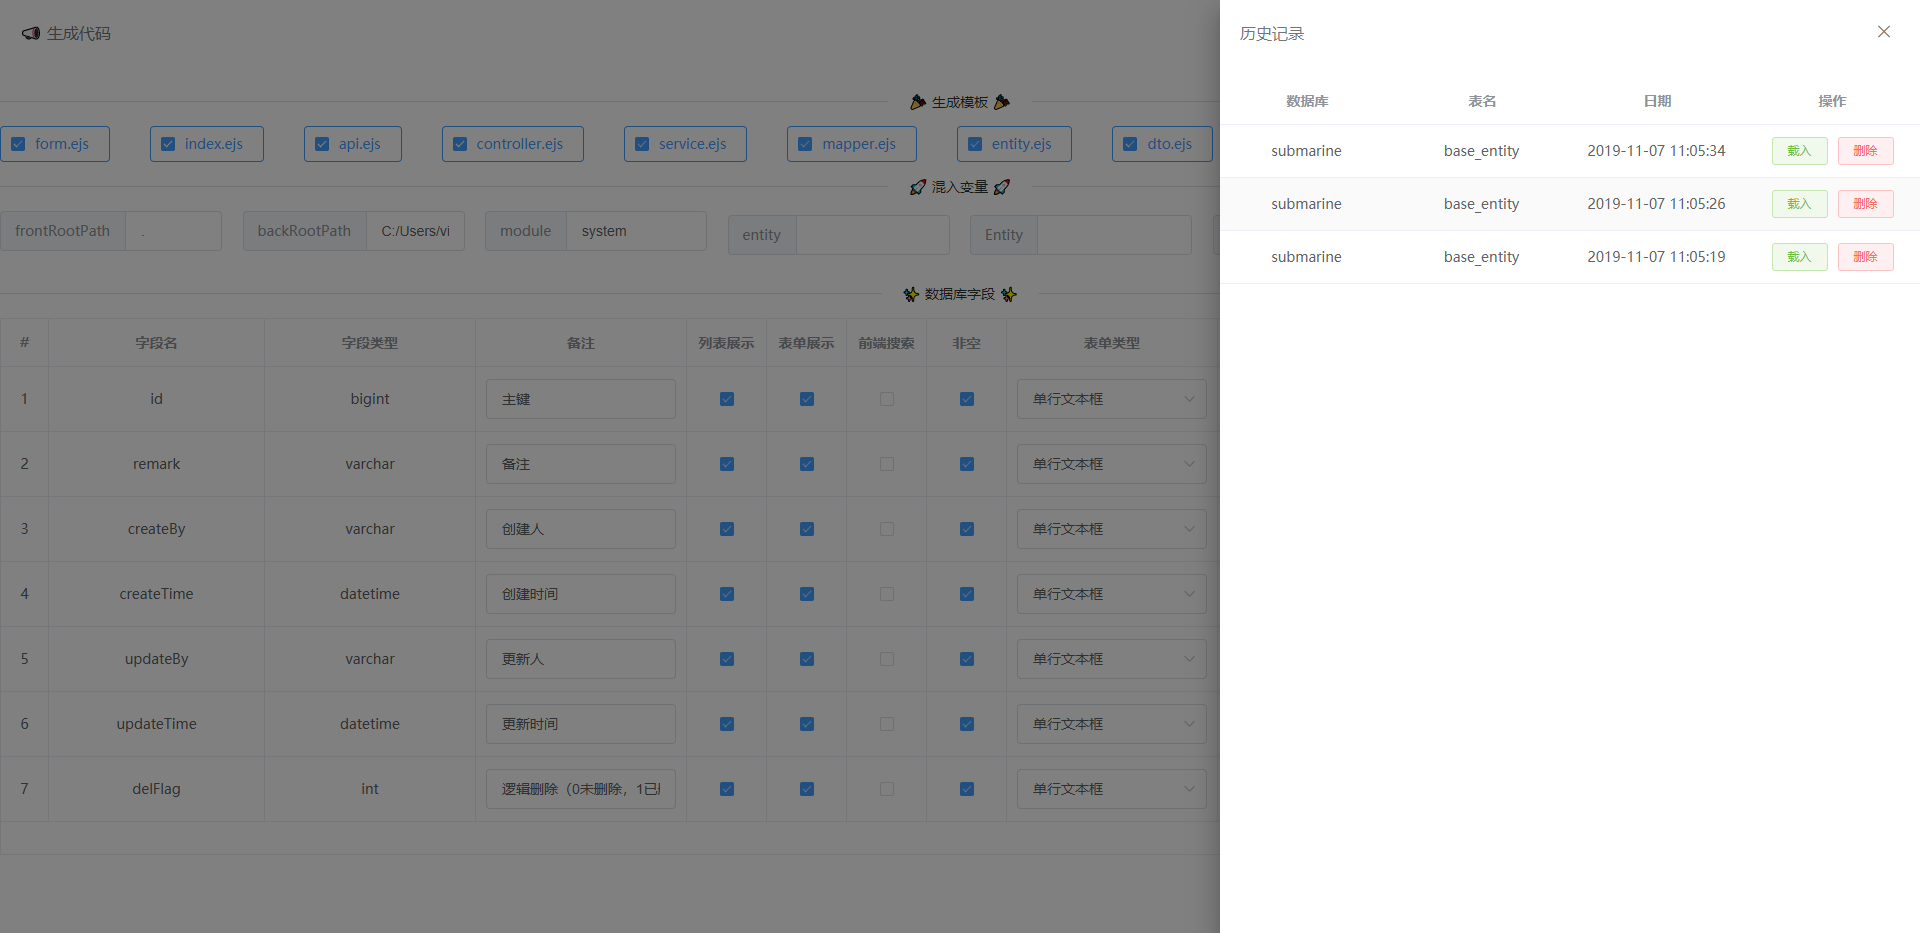 生成代码
生成模板
form.ejs index.ejs api.ejs controller.ejs service.ejs mapper.ejs entity.ejs dto.ejs
混入变量
frontRootPath . backRootPath C:/Users/vi module system entity Entity
数据库字段
# 字段名 字段类型 备注 列表展示 表单展示 前端搜索 非空 表单类型
1 id bigint 主键 单行文本框
2 remark varchar 备注 单行文本框
3 createBy varchar 创建人 单行文本框
4 createTime datetime 创建时间 单行文本框
5 updateBy varchar 更新人 单行文本框
6 updateTime datetime 更新时间 单行文本框
7 delFlag int 逻辑删除（0未删除，1已 单行文本框
历史记录
数据库 表名 日期 操作
submarine base_entity 2019-11-07 11:05:34 载入 删除
submarine base_entity 2019-11-07 11:05:26 载入 删除
submarine base_entity 2019-11-07 11:05:19 载入 删除